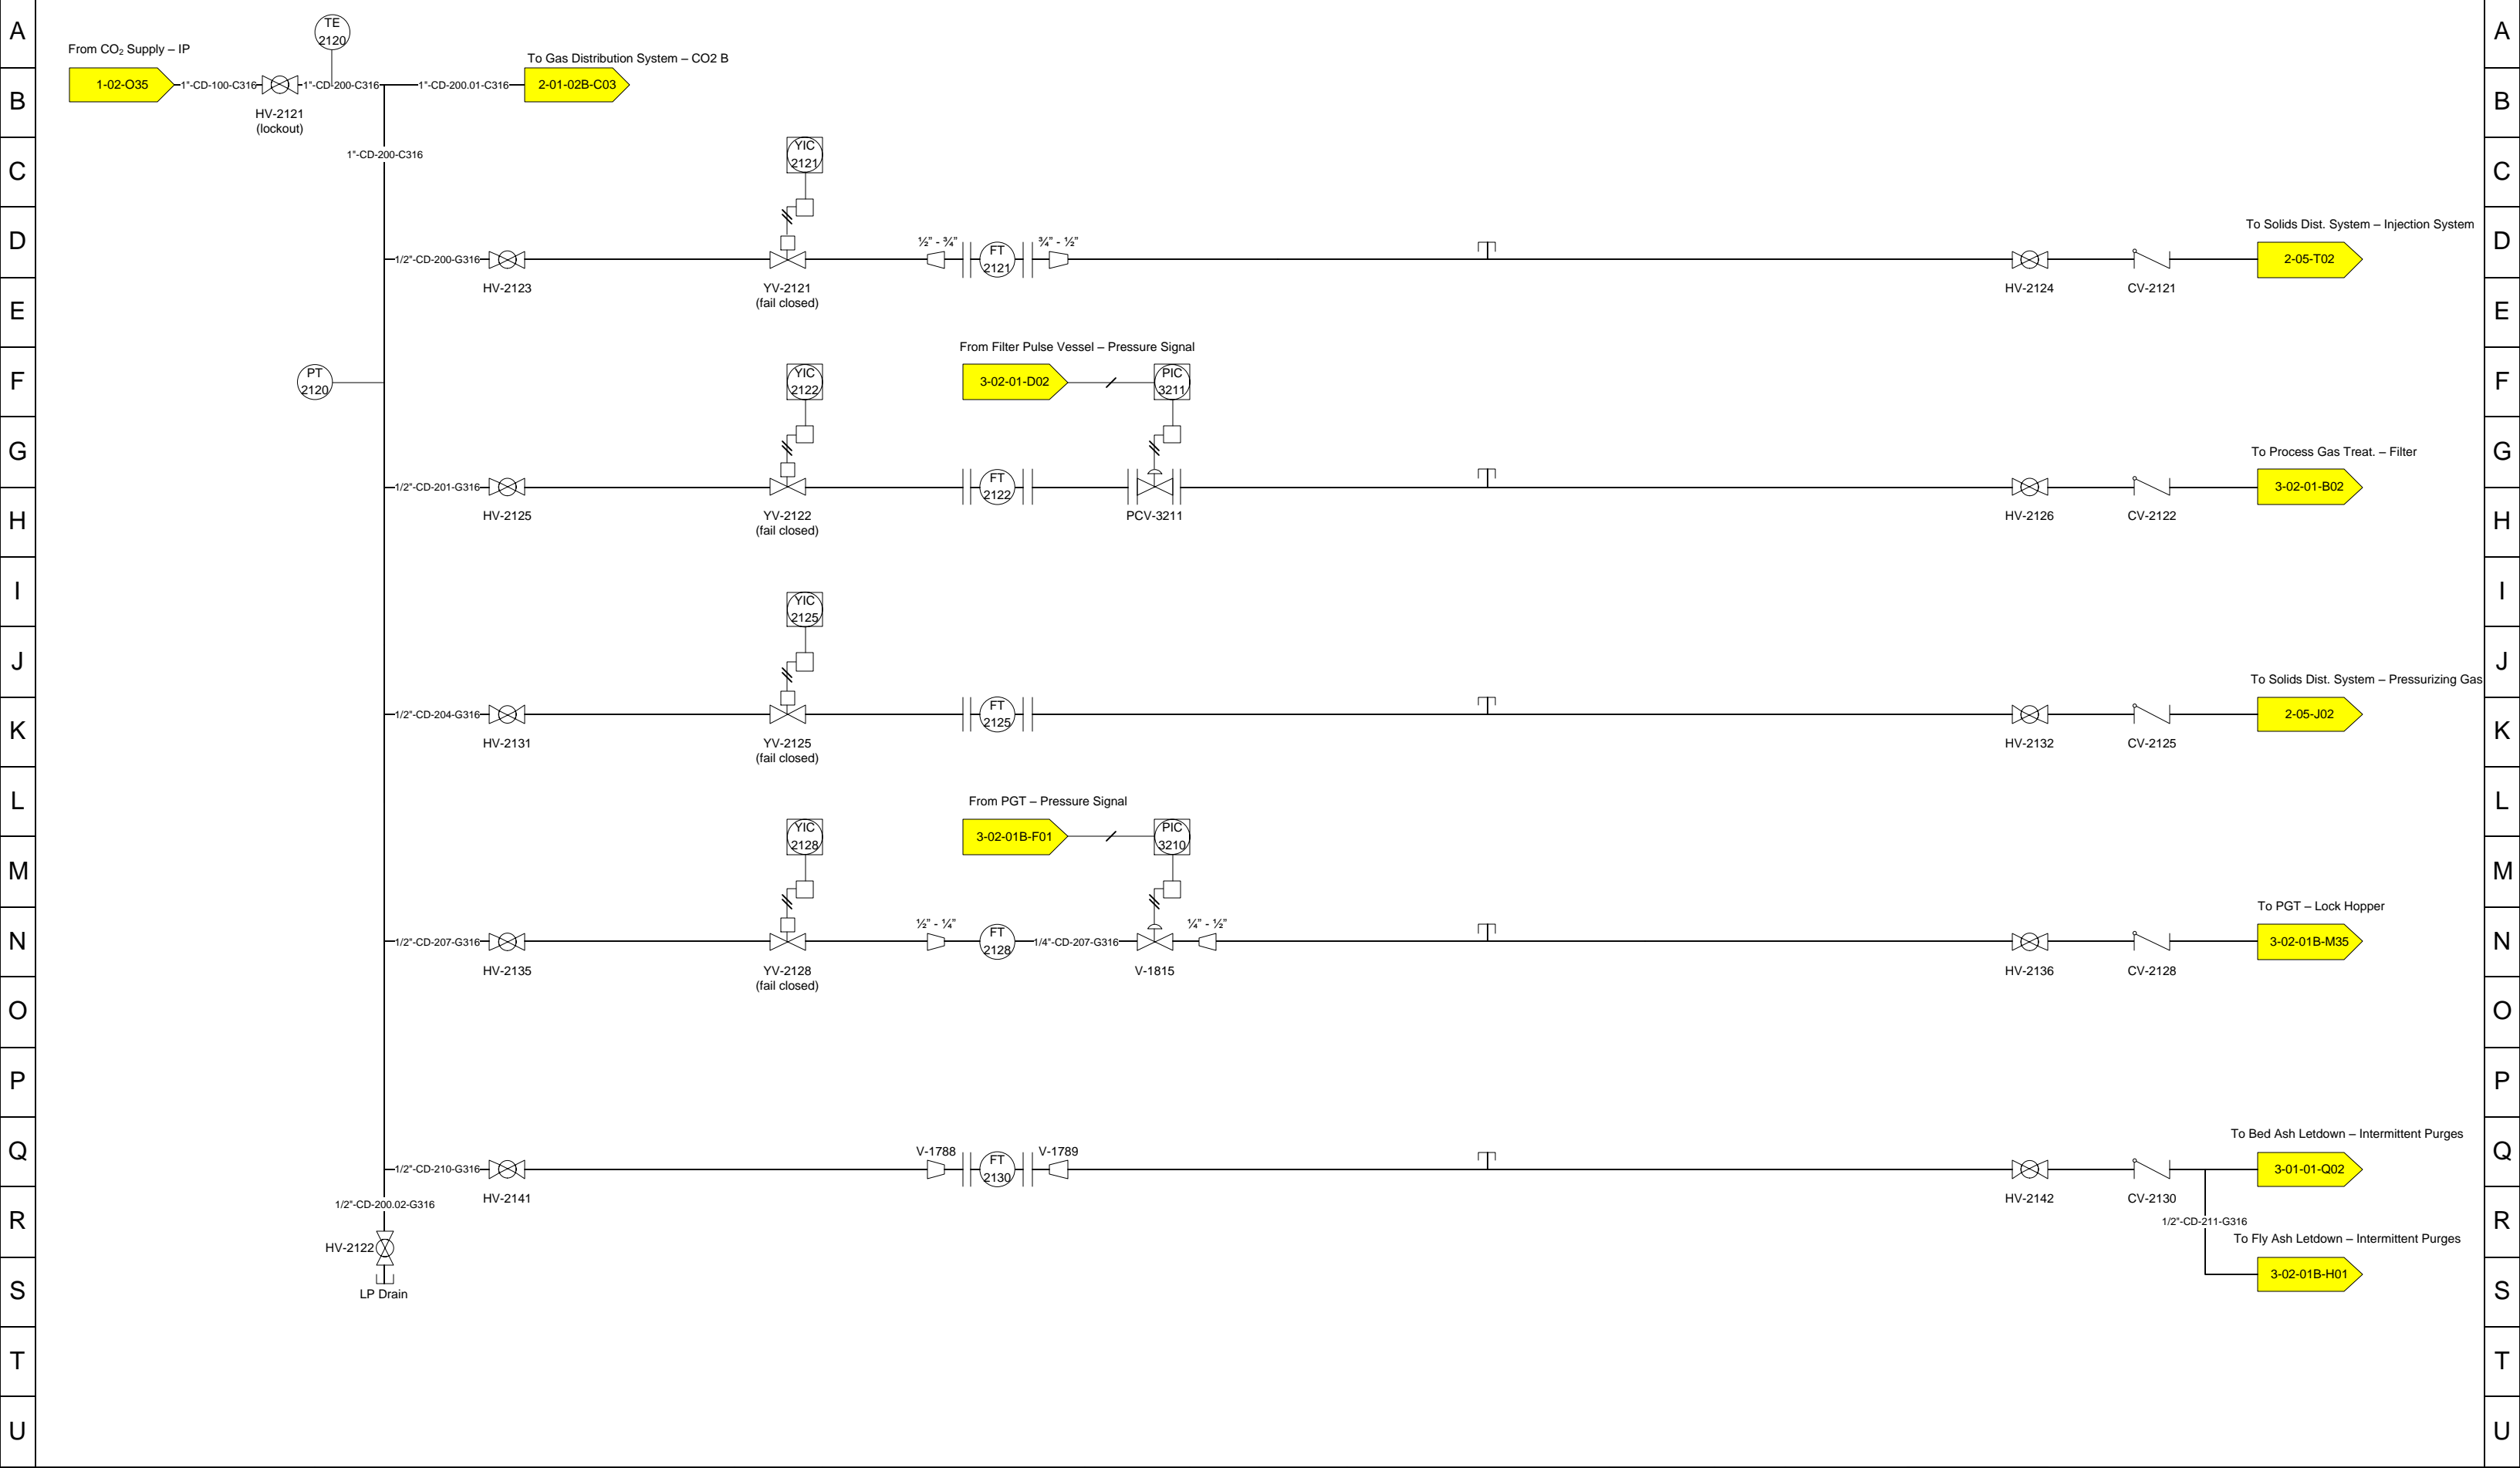 A
A
TE
2120
From CO₂ Supply – IP
To Gas Distribution System – CO2 B
1-02-O35
1"-CD-100-C316
1"-CD-200-C316
1"-CD-200.01-C316
2-01-02B-C03
B
B
HV-2121
(lockout)
YIC
2121
1"-CD-200-C316
C
C
To Solids Dist. System – Injection System
D
D
½" - ¾"
¾" - ½"
1/2"-CD-200-G316
FT
2121
2-05-T02
HV-2123
YV-2121
(fail closed)
HV-2124
CV-2121
E
E
From Filter Pulse Vessel – Pressure Signal
PT
2120
YIC
2122
3-02-01-D02
PIC
3211
F
F
G
G
To Process Gas Treat. – Filter
1/2"-CD-201-G316
FT
2122
3-02-01-B02
HV-2125
YV-2122
(fail closed)
PCV-3211
HV-2126
CV-2122
H
H
I
I
YIC
2125
J
J
To Solids Dist. System – Pressurizing Gas
1/2"-CD-204-G316
FT
2125
2-05-J02
K
K
HV-2131
YV-2125
(fail closed)
HV-2132
CV-2125
L
L
From PGT – Pressure Signal
YIC
2128
3-02-01B-F01
PIC
3210
M
M
To PGT – Lock Hopper
½" - ¼"
¼" - ½"
N
N
1/2"-CD-207-G316
FT
2128
1/4"-CD-207-G316
3-02-01B-M35
HV-2135
YV-2128
(fail closed)
V-1815
HV-2136
CV-2128
O
O
P
P
To Bed Ash Letdown – Intermittent Purges
Q
Q
V-1788
V-1789
1/2"-CD-210-G316
FT
2130
3-01-01-Q02
HV-2141
HV-2142
CV-2130
1/2"-CD-200.02-G316
R
R
1/2"-CD-211-G316
To Fly Ash Letdown – Intermittent Purges
HV-2122
3-02-01B-H01
S
S
LP Drain
T
T
U
U